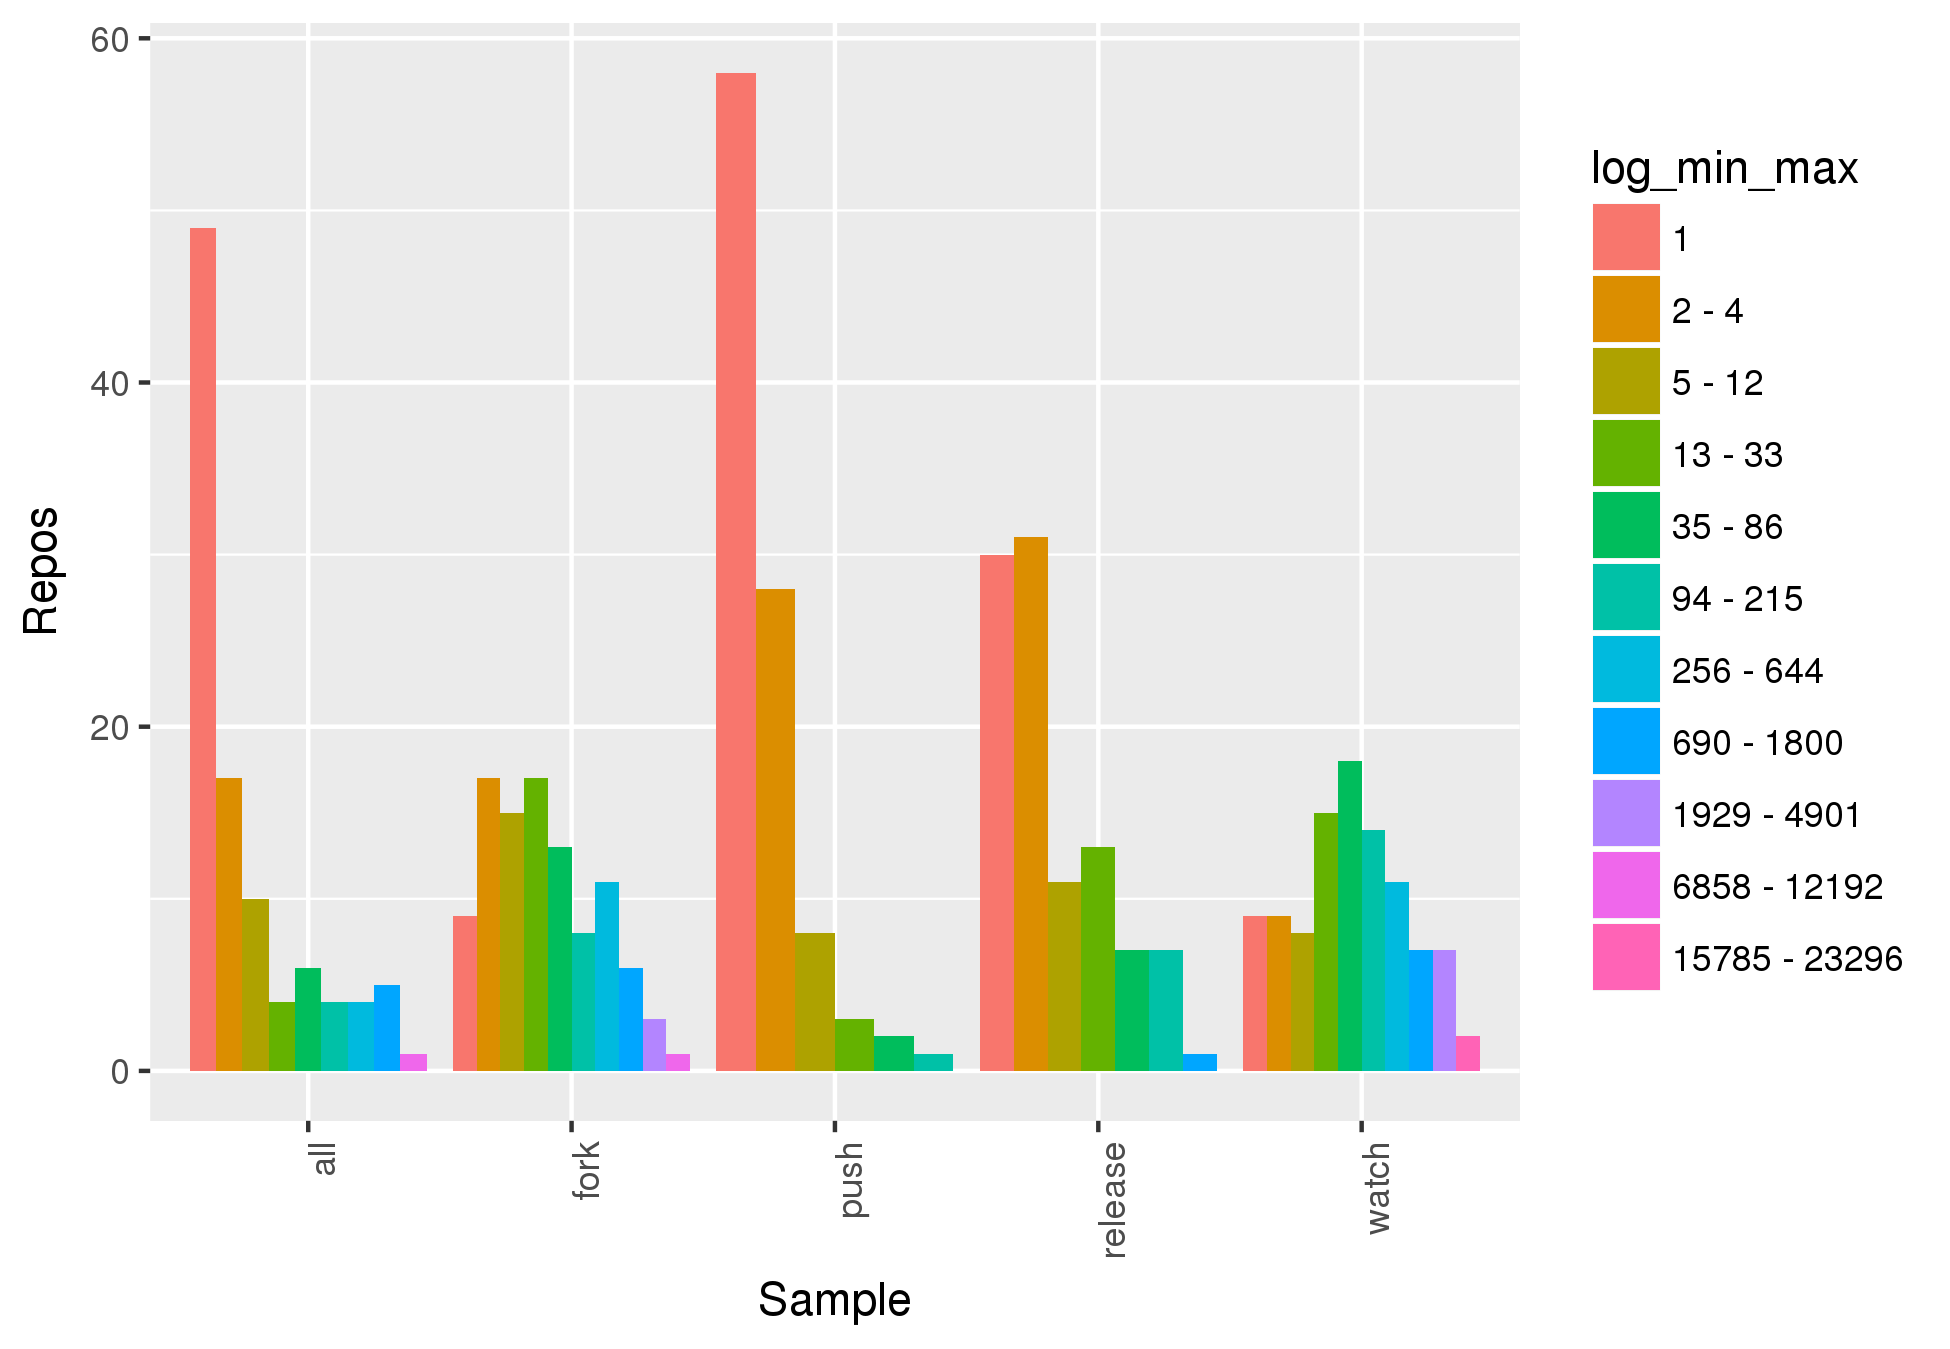 60
40
20
0
Repos
all
fork
push
release
watch
Sample
log_min_max
1
2 - 4
5 - 12
13 - 33
35 - 86
94 - 215
256 - 644
690 - 1800
1929 - 4901
6858 - 12192
15785 - 23296